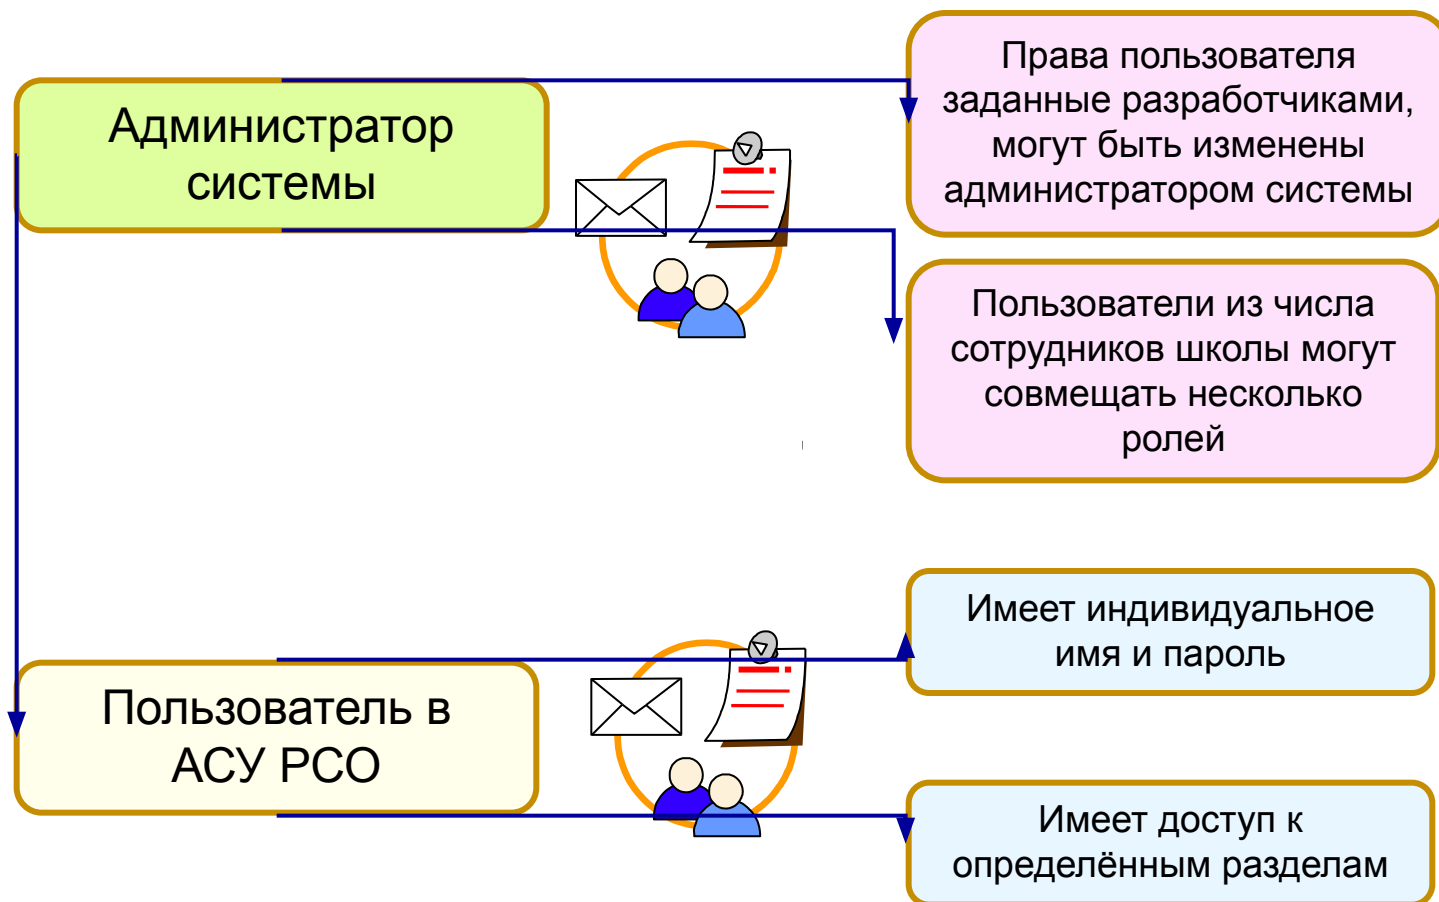 Администратор
системы
Права пользователя
заданные разработчиками,
могут быть изменены
администратором системы
Пользователи из числа
сотрудников школы могут
совмещать несколько
ролей
Пользователь в
АСУ РСО
Имеет индивидуальное
имя и пароль
Имеет доступ к
определённым разделам